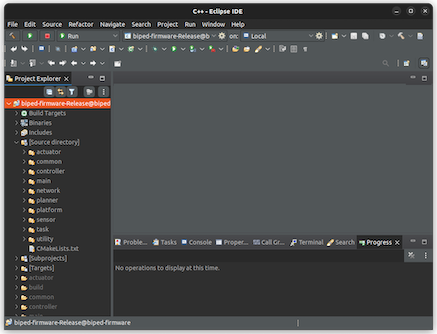 C++ - Eclipse IDE
File Edit Source Refactor Navigate Search Project Run Window Help
Run biped-firmware-Release@b on: Local
Project Explorer
biped-firmware-Release@biped
Build Targets
Binaries
Includes
[Source directory]
actuator
common
controller
main
network
planner
platform
sensor
task
utility
CMakeLists.txt
[Subprojects]
[Targets]
actuator
build
common
controller
main
Proble... Tasks Console Proper... Call Gr... Terminal Search Progress
No operations to display at this time.
biped-firmware-Release@biped-firmware